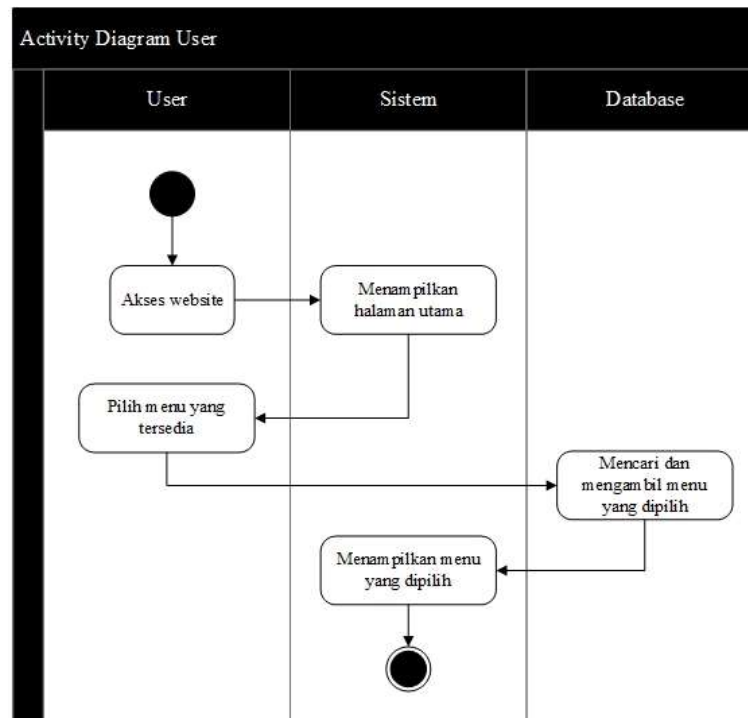 Activity Diagram User
User
Sistem
Database
Akses website
Menampilkan
halaman utama
Pilih menu yang
tersedia
Mencari dan
mengambil menu
yang dipilih
Menampilkan menu
yang dipilih